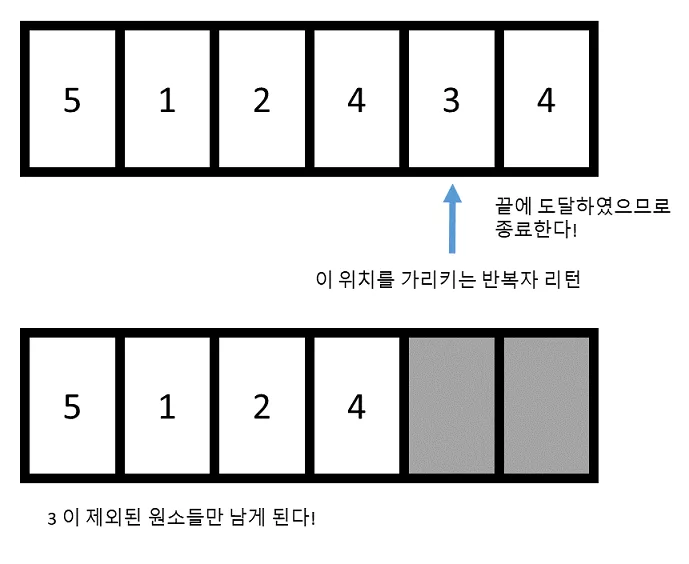 5 1 2 4 3 4
끝에 도달하였으므로
종료한다!
이 위치를 가리키는 반복자 리턴
5 1 2 4
3 이 제외된 원소들만 남게 된다!